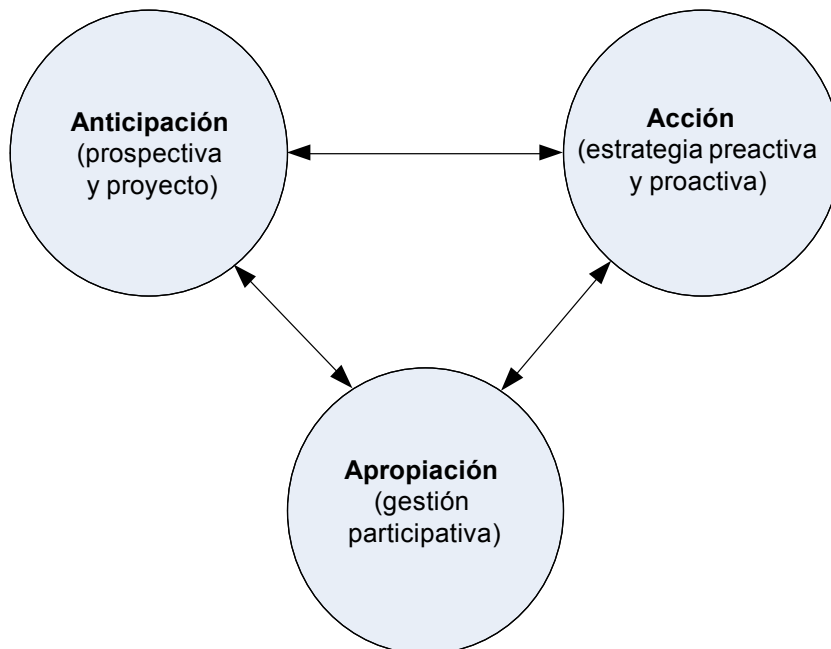 Anticipación
(prospectiva
y proyecto)
Acción
(estrategia preactiva
y proactiva)
Apropiación
(gestión
participativa)